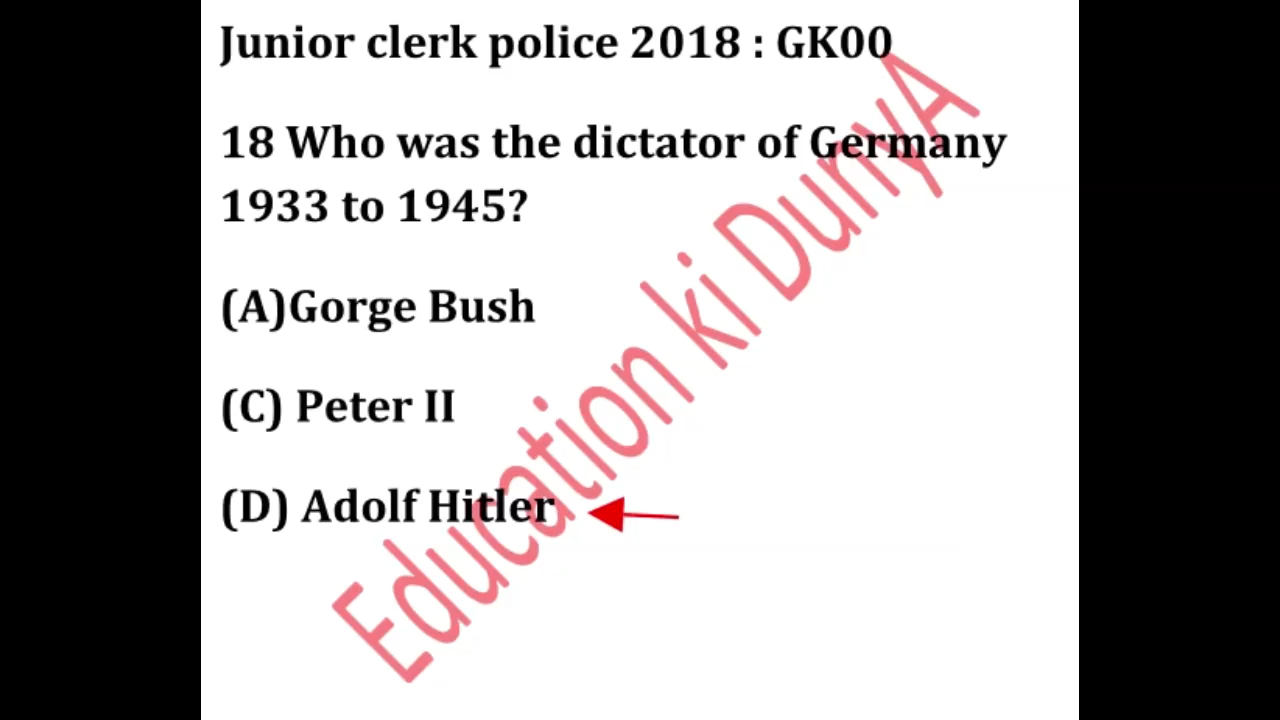 Junior clerk police 2018 : GK00
18 Who was the dictator of Germany
1933 to 1945?
(A)Gorge Bush
(C) Peter II
(D) Adolf Hitler
Education ki DunyA